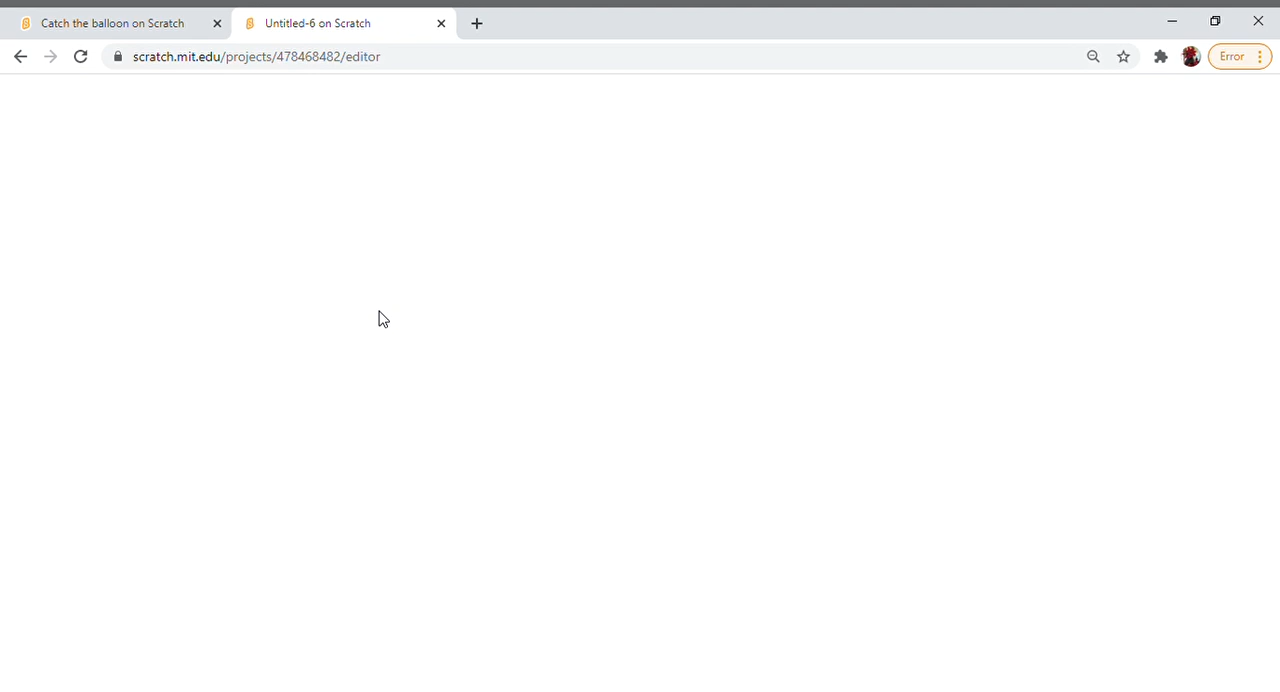 Catch the balloon on Scratch
Untitled-6 on Scratch
scratch.mit.edu/projects/478468482/editor
Error